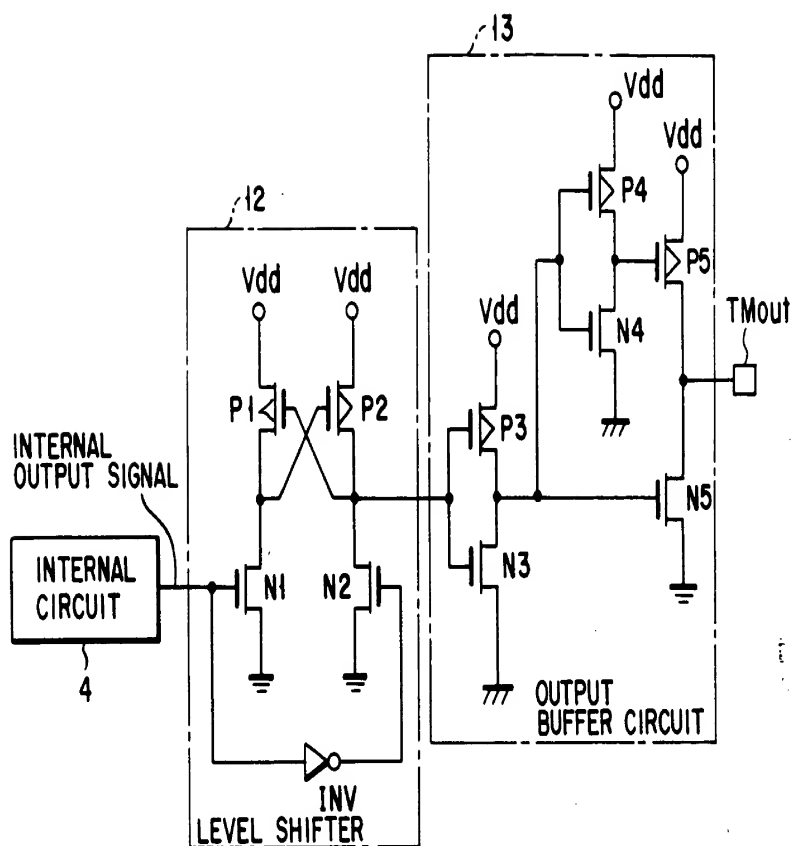 13
Vdd
Vdd
P4
P5
12
N4
TMout
Vdd
Vdd
Vdd
P1
P2
P3
INTERNAL
OUTPUT SIGNAL
N5
N3
INTERNAL
CIRCUIT
N1
N2
4
OUTPUT
BUFFER CIRCUIT
INV
LEVEL SHIFTER